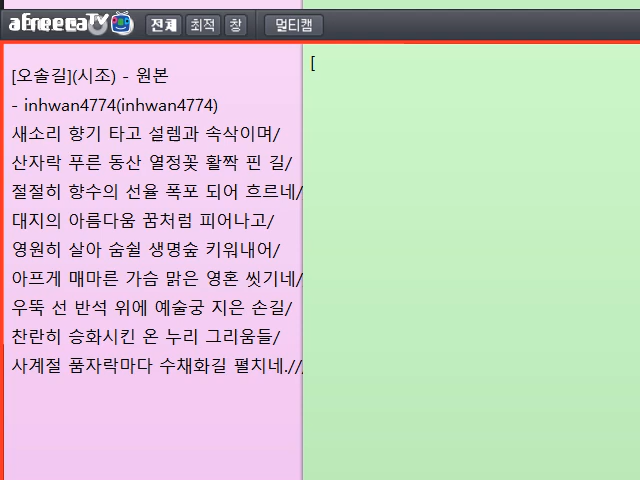 afreecaTV
전체 최적 창 멀티캠
[오솔길](시조) - 원본
- inhwan4774(inhwan4774)
새소리 향기 타고 설렘과 속삭이며/
산자락 푸른 동산 열정꽃 활짝 핀 길/
절절히 향수의 선율 폭포 되어 흐르네/
대지의 아름다움 꿈처럼 피어나고/
영원히 살아 숨쉴 생명숲 키워내어/
아프게 매마른 가슴 맑은 영혼 씻기네/
우뚝 선 반석 위에 예술궁 지은 손길/
찬란히 승화시킨 온 누리 그리움들/
사계절 품자락마다 수채화길 펼치네.//
[